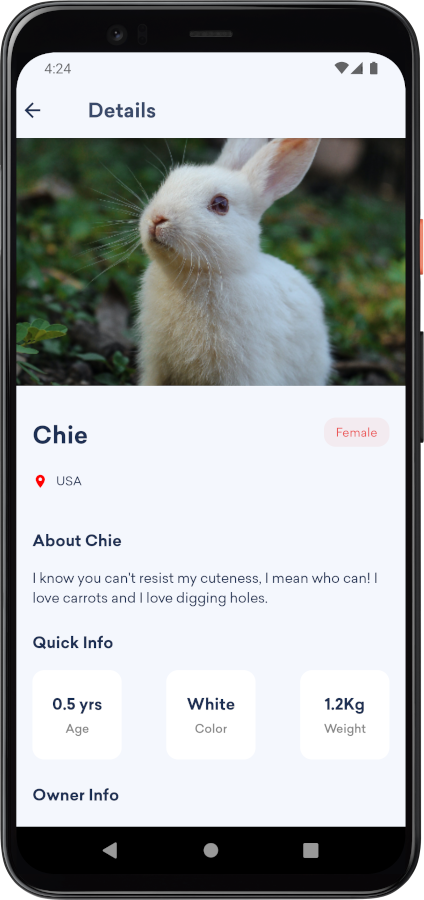 4:24
Details
Chie
Female
USA
About Chie
I know you can't resist my cuteness, I mean who can! I
love carrots and I love digging holes.
Quick Info
0.5 yrs
White
1.2Kg
Age
Color
Weight
Owner Info